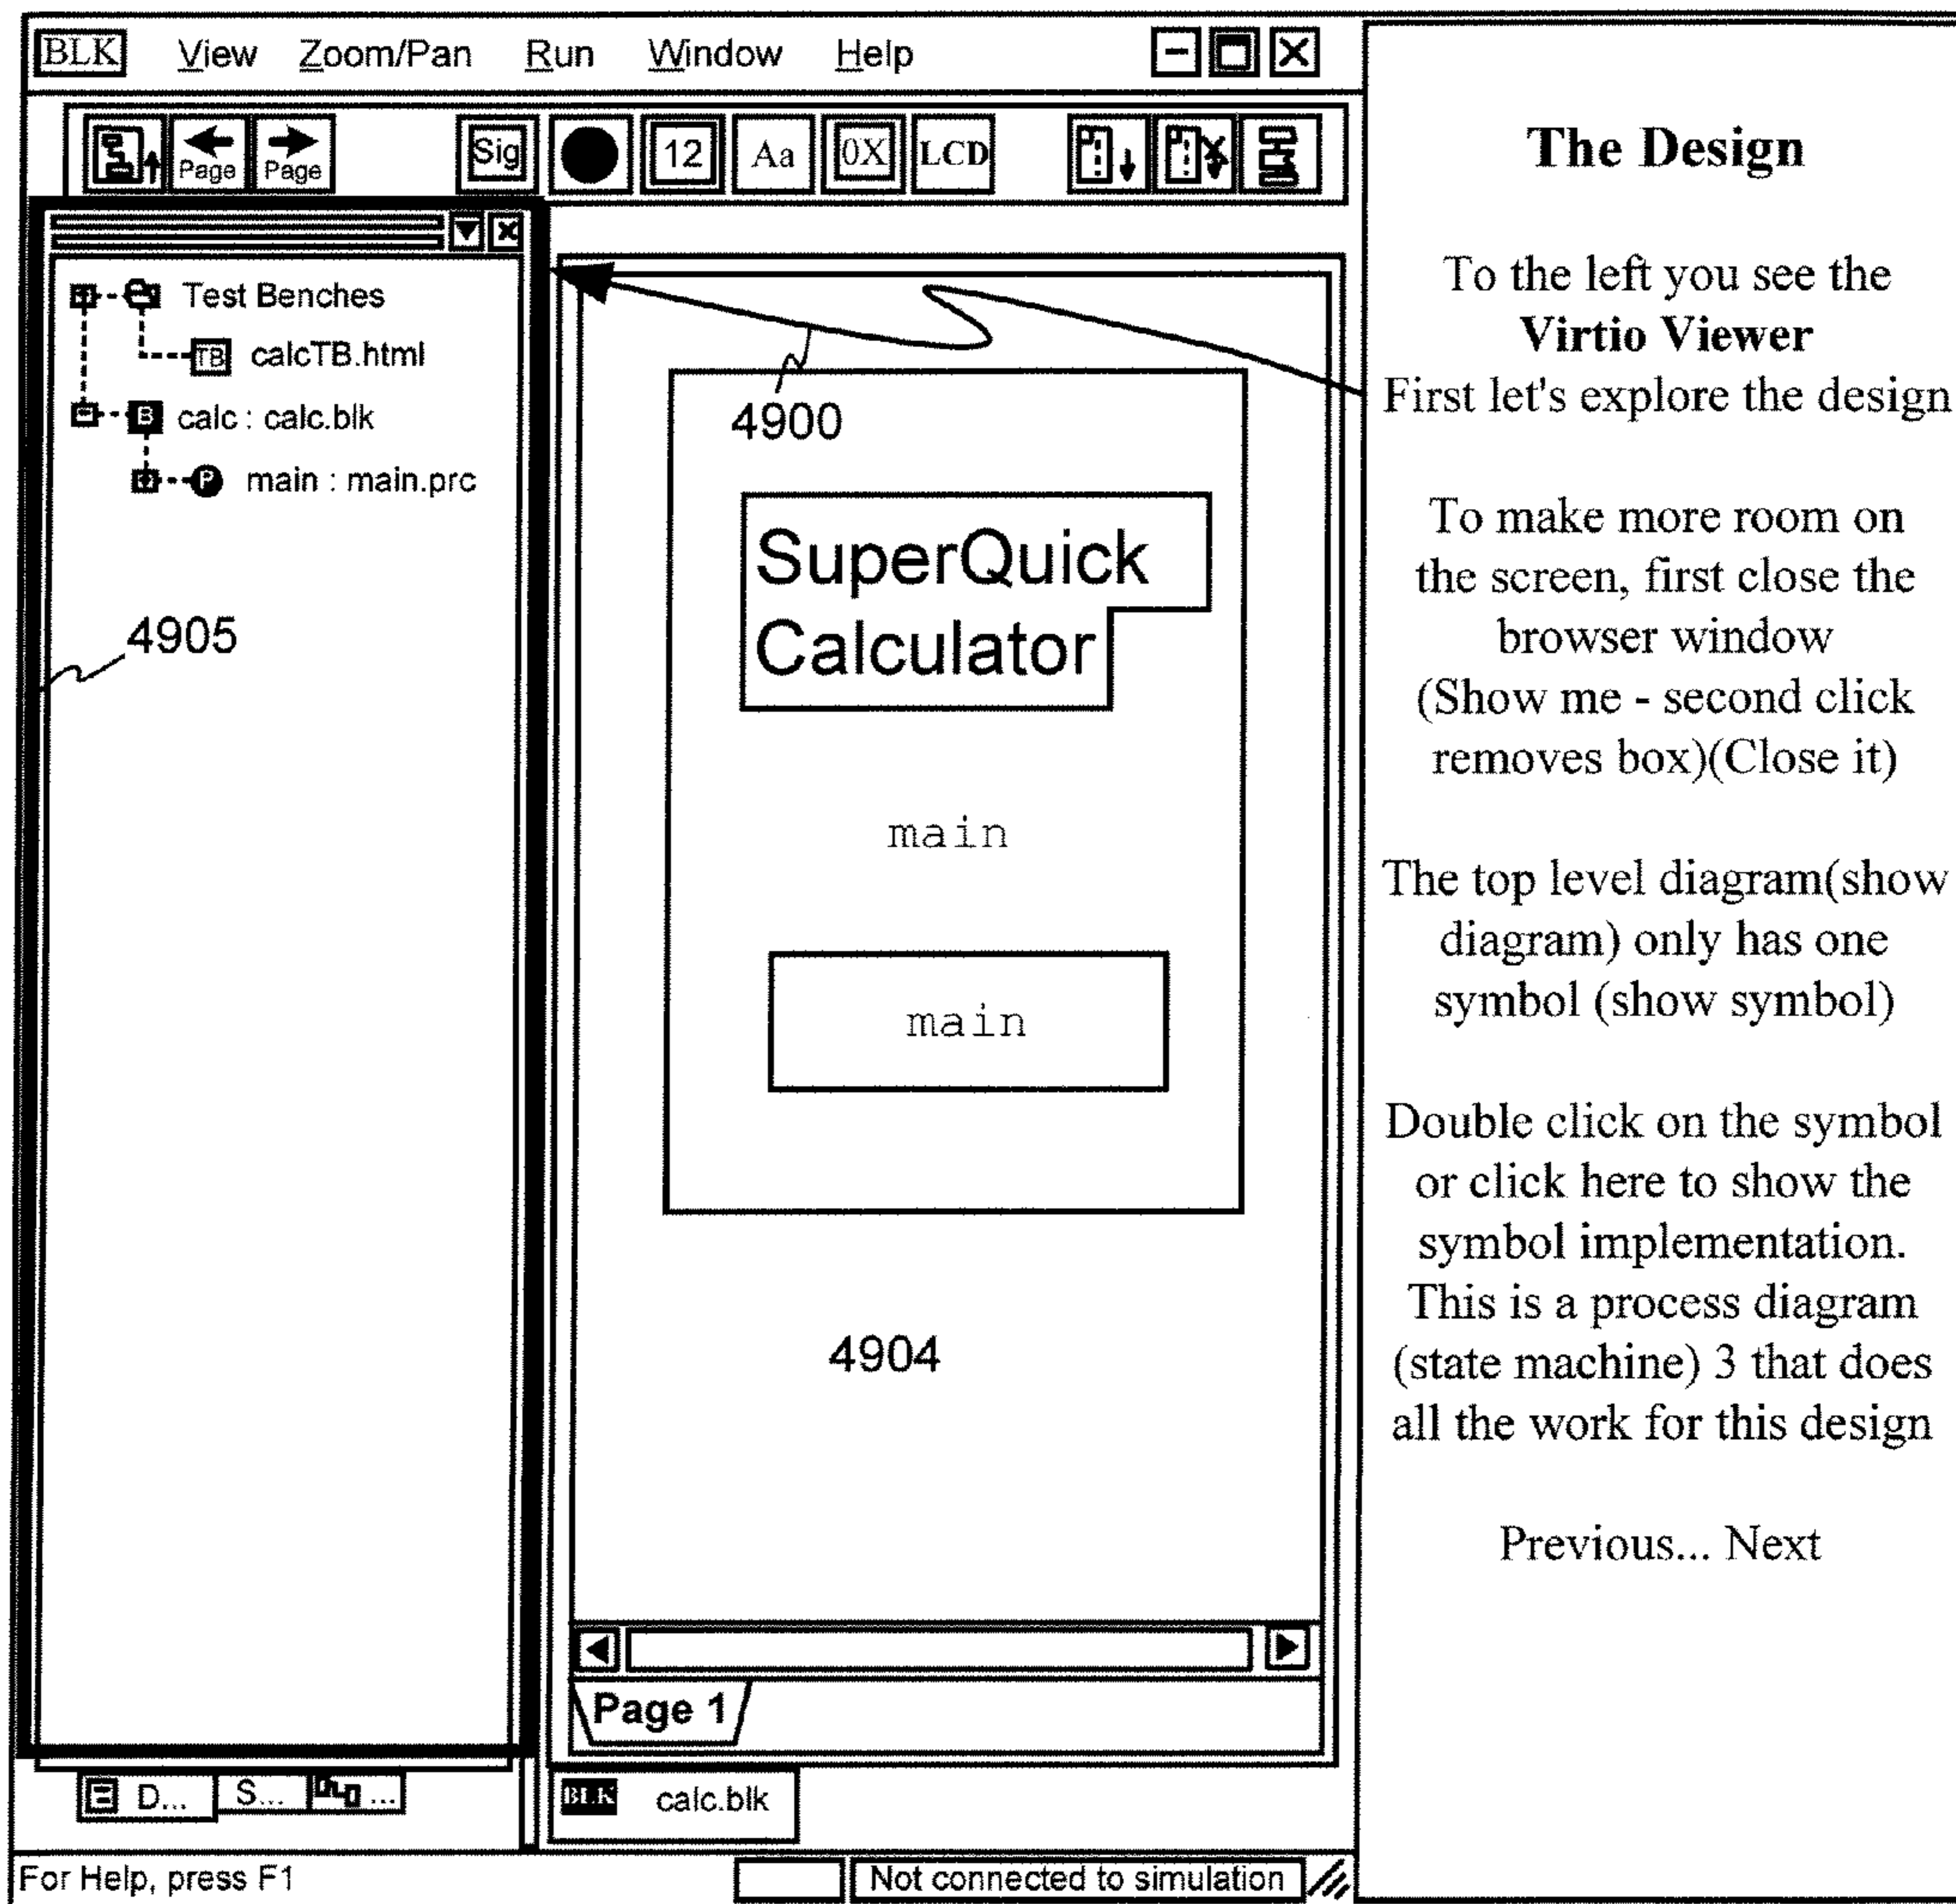 BLK View Zoom/Pan Run Window Help
Page Page Sig 12 Aa 0X LCD
Test Benches
TB calcTB.html
B calc : calc.blk
P main : main.prc
4905
4900
SuperQuick
Calculator
main
main
4904
Page 1
D... S... ...
BLK calc.blk
For Help, press F1
Not connected to simulation
The Design
To the left you see the
Virtio Viewer
First let's explore the design
To make more room on
the screen, first close the
browser window
(Show me - second click
removes box)(Close it)
The top level diagram(show
diagram) only has one
symbol (show symbol)
Double click on the symbol
or click here to show the
symbol implementation.
This is a process diagram
(state machine) 3 that does
all the work for this design
Previous... Next